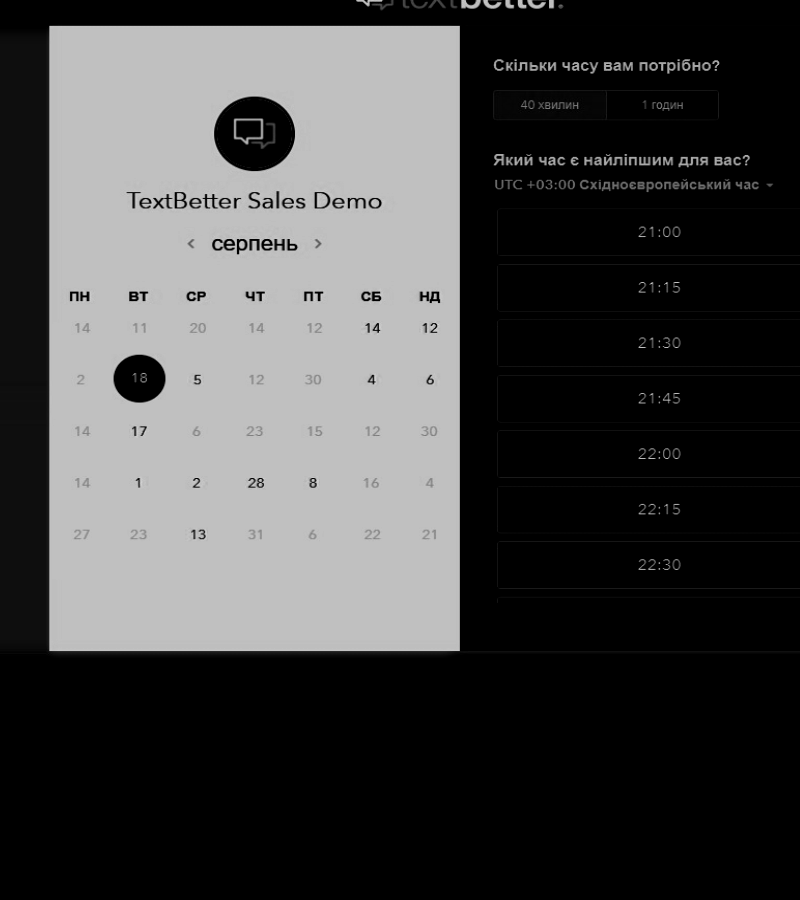 textbetter.
TextBetter Sales Demo
< серпень >
ПН ВТ СР ЧТ ПТ СБ НД
14 11 20 14 12 14 12
2 18 5 12 30 4 6
14 17 6 23 15 12 30
14 1 2 28 8 16 4
27 23 13 31 6 22 21
Скільки часу вам потрібно?
40 хвилин 1 годин
Який час є найліпшим для вас?
UTC +03:00 Східноєвропейський час
21:00
21:15
21:30
21:45
22:00
22:15
22:30